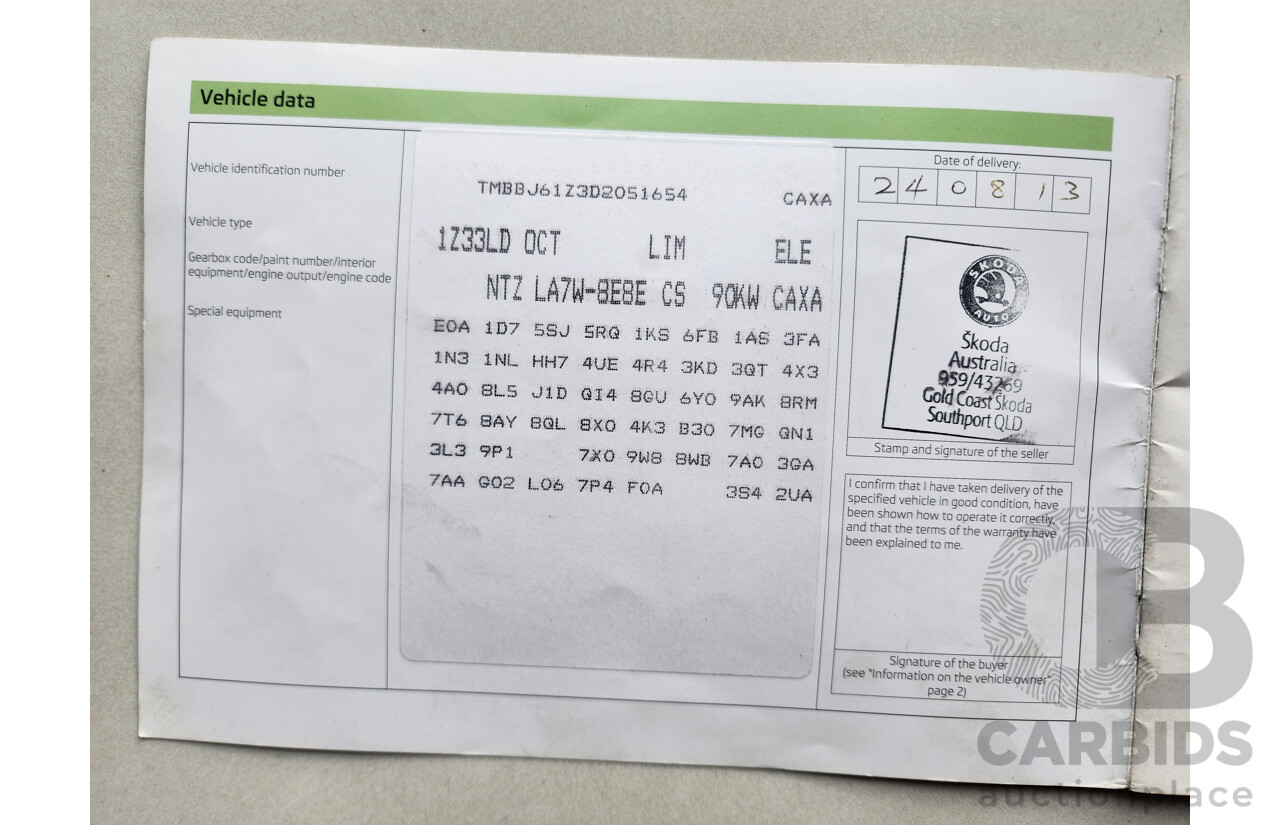 Vehicle data
Vehicle identification number
Vehicle type
Gearbox code/paint number/interior
equipment/engine output/engine code
Special equipment
TMBBJ61Z3D2051654 CAXA
1Z33LD OCT LIM ELE
NTZ LA7W-8E8E CS 90KW CAXA
E0A 1D7 5SJ 5RQ 1KS 6FB 1AS 3FA
1N3 1NL HH7 4UE 4R4 3KD 3QT 4X3
4A0 8L5 J1D QI4 8GU 6Y0 9AK 8RM
7T6 8AY 8QL 8X0 4K3 B30 7MG QN1
3L3 9P1 7X0 9W8 8WB 7A0 3GA
7AA G02 L06 7P4 F0A 3S4 2UA
Date of delivery:
24 08 13
SKODA
AUTO
Škoda
Australia
959/43269
Gold Coast Škoda
Southport QLD
Stamp and signature of the seller
I confirm that I have taken delivery of the
specified vehicle in good condition, have
been shown how to operate it correctly,
and that the terms of the warranty have
been explained to me.
Signature of the buyer
(see "Information on the vehicle owner"
page 2)
CB
CARBIDS
auction place